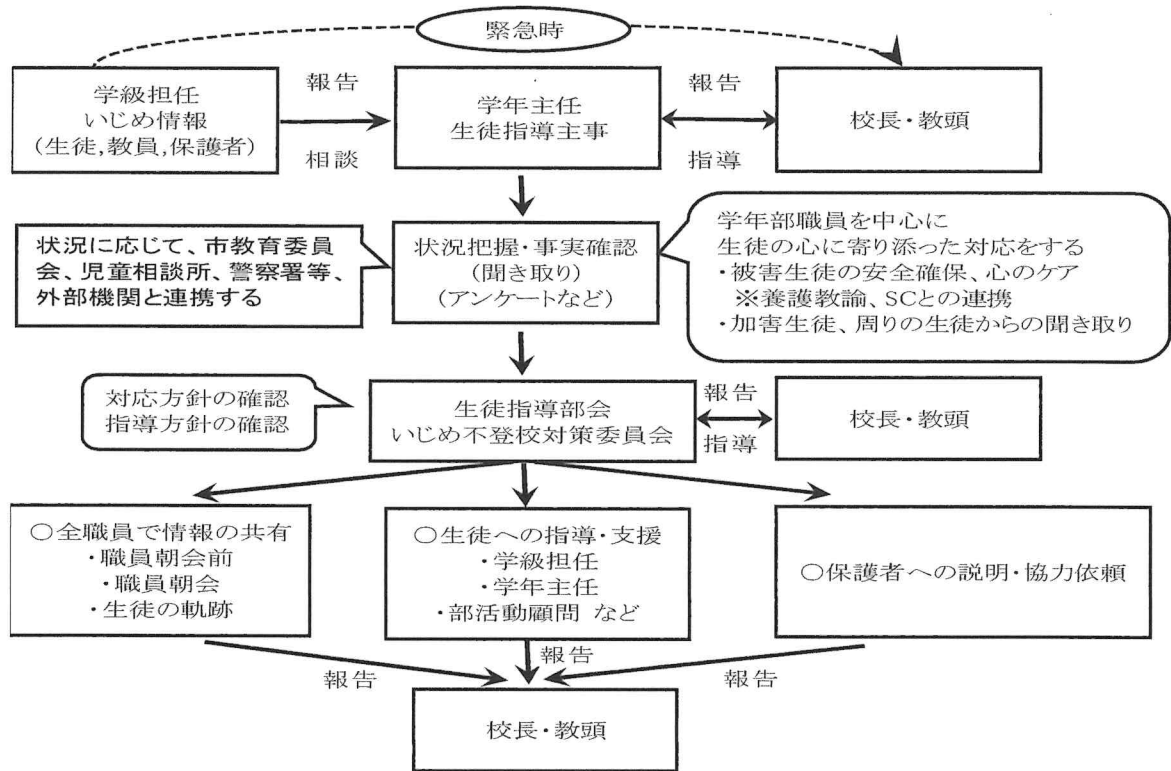 緊急時
学級担任
いじめ情報
(生徒,教員,保護者)
報告
相談
学年主任
生徒指導主事
報告
指導
校長・教頭
状況に応じて、市教育委員
会、児童相談所、警察署等、
外部機関と連携する
状況把握・事実確認
(聞き取り)
(アンケートなど)
学年部職員を中心に
生徒の心に寄り添った対応をする
・被害生徒の安全確保、心のケア
※養護教諭、SCとの連携
・加害生徒、周りの生徒からの聞き取り
対応方針の確認
指導方針の確認
生徒指導部会
いじめ不登校対策委員会
報告
指導
校長・教頭
○全職員で情報の共有
・職員朝会前
・職員朝会
・生徒の軌跡
○生徒への指導・支援
・学級担任
・学年主任
・部活動顧問 など
○保護者への説明・協力依頼
報告
報告
報告
校長・教頭